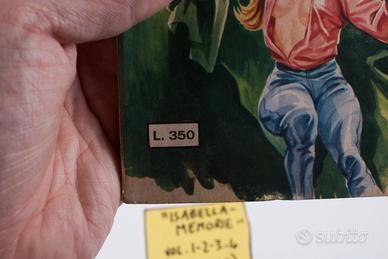 L. 350
"ISABELLA-
MEMORIE"
VOL. 1-2-3-4
subito